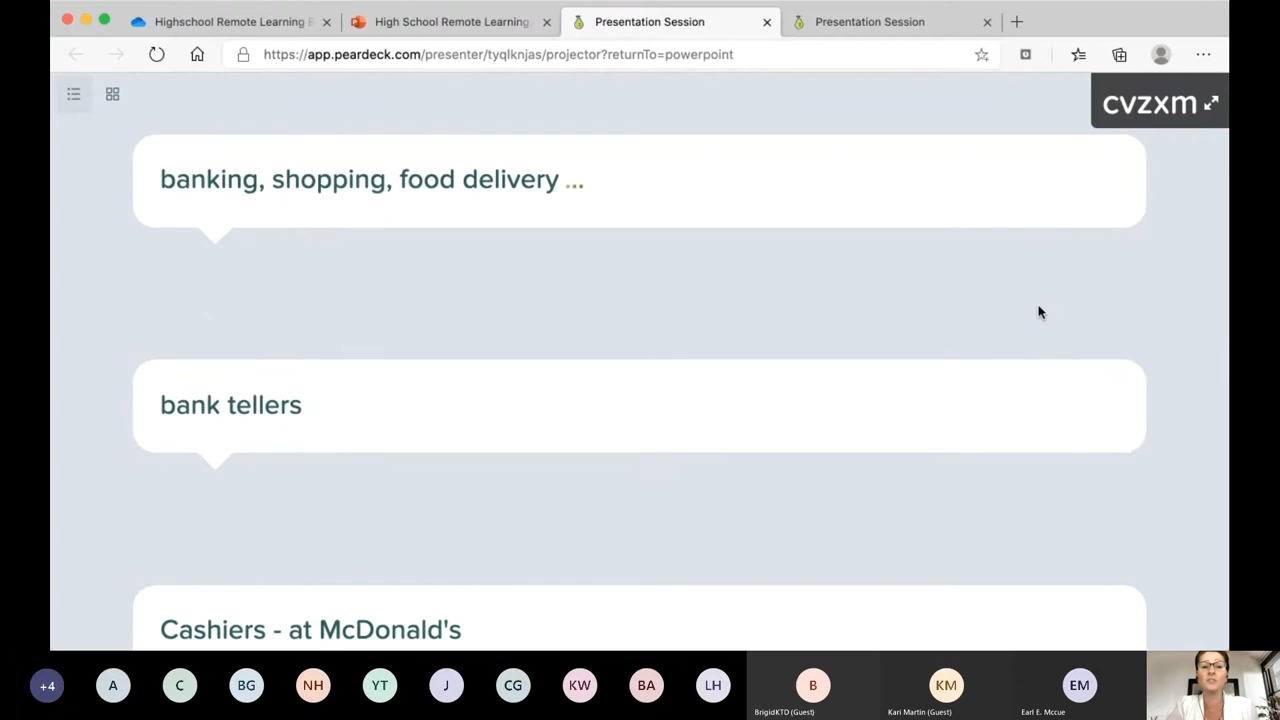 Highschool Remote Learning E
High School Remote Learning
Presentation Session
Presentation Session
https://app.peardeck.com/presenter/tyqlknjas/projector?returnTo=powerpoint
cvzxm
banking, shopping, food delivery ...
bank tellers
Cashiers - at McDonald's
+4
A
C
BG
NH
YT
J
CG
KW
BA
LH
B
KM
EM
BrigidKTD (Guest)
Kari Martin (Guest)
Earl E. Mccue